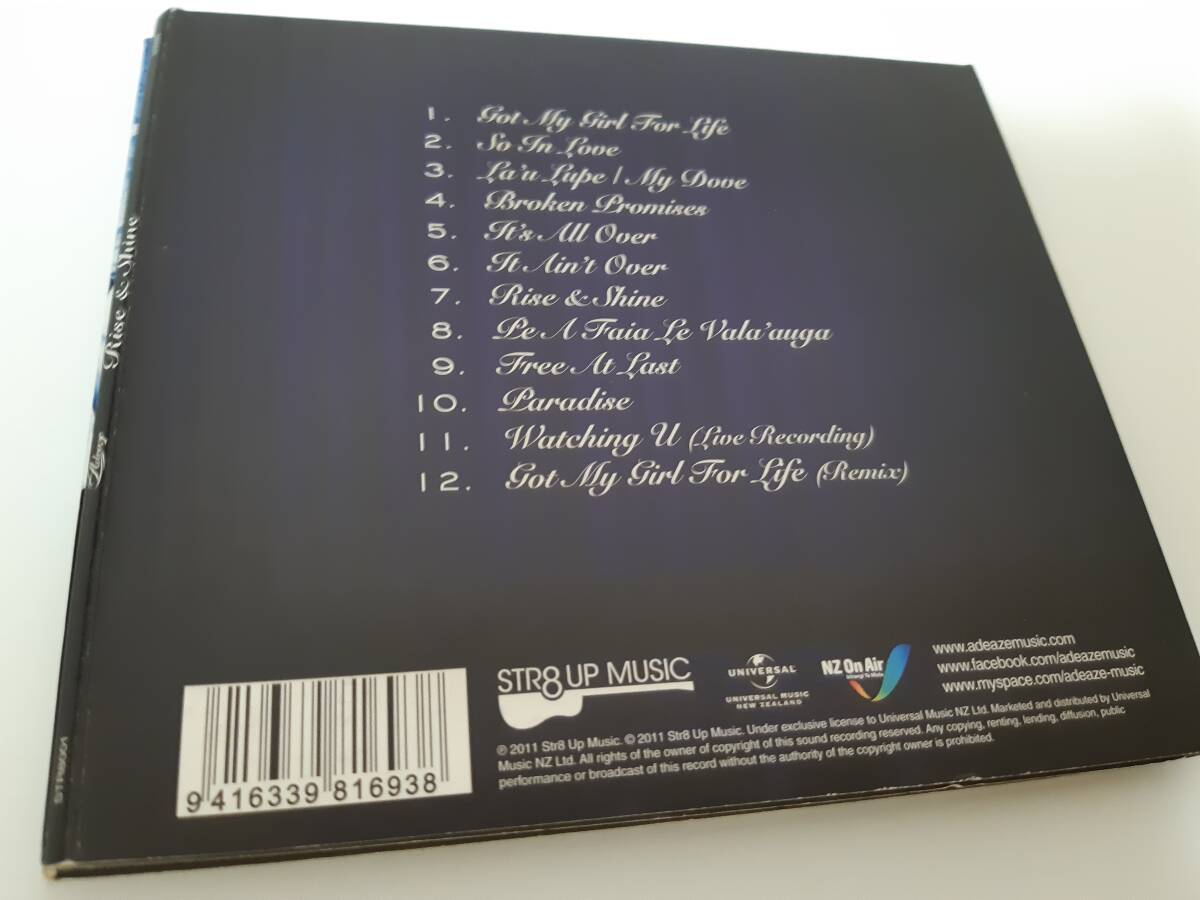 1. Got My Girl For Life
2. So In Love
3. La'u Lupe / My Dove
4. Broken Promises
5. It's All Over
6. It Ain't Over
7. Rise & Shine
8. Pe A Faia Le Vala'auga
9. Free At Last
10. Paradise
11. Watching U (Live Recording)
12. Got My Girl For Life (Remix)
Rise & Shine
Adeaze
9 416339 816938
STR8 UP MUSIC
UNIVERSAL
UNIVERSAL MUSIC
NEW ZEALAND
NZ On Air
www.adeazemusic.com
www.facebook.com/adeazemusic
www.myspace.com/adeaze-music
℗ 2011 Str8 Up Music. © 2011 Str8 Up Music. Under exclusive license to Universal Music NZ Ltd. Marketed and distributed by Universal
Music NZ Ltd. All rights of the owner of copyright of this sound recording reserved. Any copying, renting, lending, diffusion, public
performance or broadcast of this record without the authority of the copyright owner is prohibited.